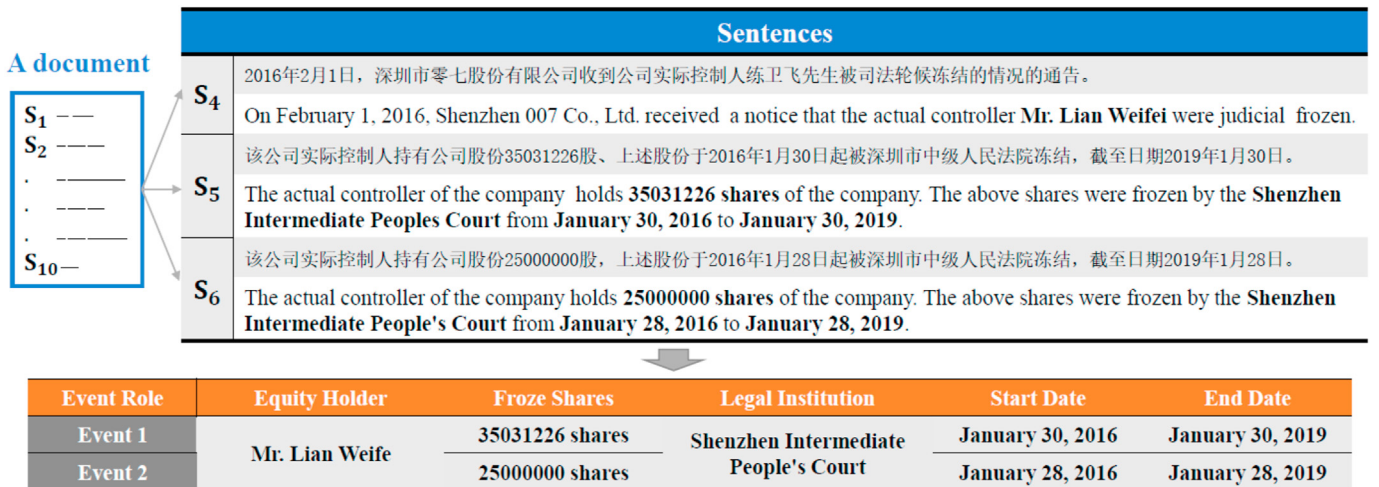 Sentences
A document
S1
S2
S10
S4
2016年2月1日，深圳市零七股份有限公司收到公司实际控制人练卫飞先生被司法轮候冻结的情况的通告。
On February 1, 2016, Shenzhen 007 Co., Ltd. received a notice that the actual controller Mr. Lian Weifei were judicial frozen.
S5
该公司实际控制人持有公司股份35031226股、上述股份于2016年1月30日起被深圳市中级人民法院冻结，截至日期2019年1月30日。
The actual controller of the company holds 35031226 shares of the company. The above shares were frozen by the Shenzhen
Intermediate Peoples Court from January 30, 2016 to January 30, 2019.
S6
该公司实际控制人持有公司股份25000000股，上述股份于2016年1月28日起被深圳市中级人民法院冻结，截至日期2019年1月28日。
The actual controller of the company holds 25000000 shares of the company. The above shares were frozen by the Shenzhen
Intermediate People's Court from January 28, 2016 to January 28, 2019.
Event Role Equity Holder Froze Shares Legal Institution Start Date End Date
Event 1 Mr. Lian Weife 35031226 shares Shenzhen Intermediate January 30, 2016 January 30, 2019
Event 2 25000000 shares People's Court January 28, 2016 January 28, 2019